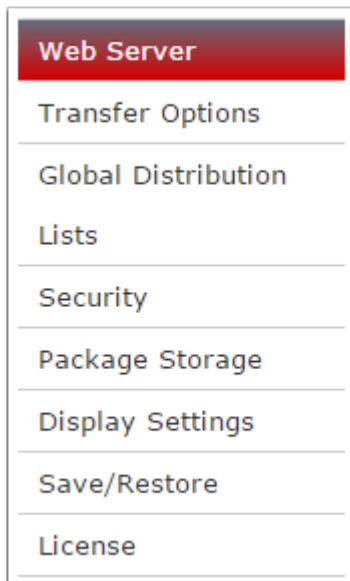 Web Server
Transfer Options
Global Distribution
Lists
Security
Package Storage
Display Settings
Save/Restore
License